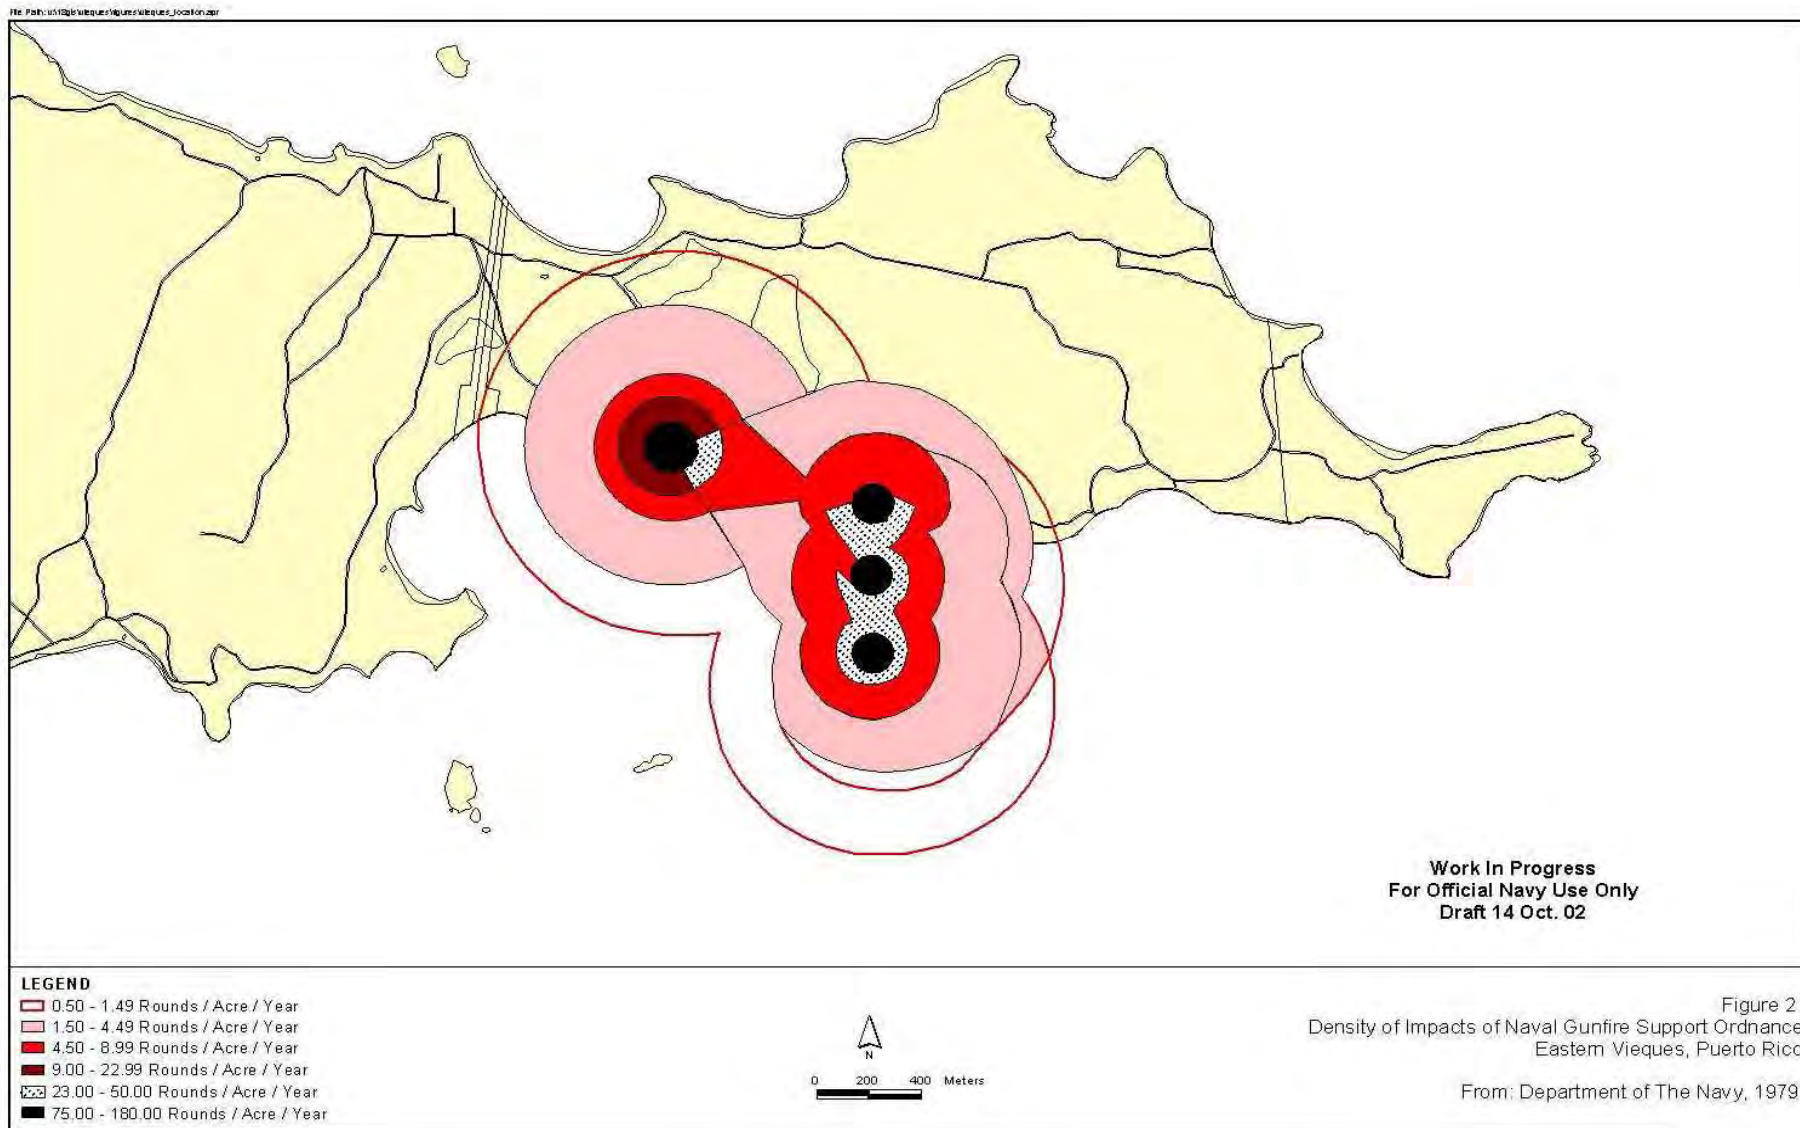 Work In Progress
For Official Navy Use Only
Draft 14 Oct. 02
LEGEND
0.50 - 1.49 Rounds / Acre / Year
1.50 - 4.49 Rounds / Acre / Year
4.50 - 8.99 Rounds / Acre / Year
9.00 - 22.99 Rounds / Acre / Year
23.00 - 50.00 Rounds / Acre / Year
75.00 - 180.00 Rounds / Acre / Year
N
0 200 400 Meters
Figure 2
Density of Impacts of Naval Gunfire Support Ordnance
Eastern Vieques, Puerto Rico
From: Department of The Navy, 1979